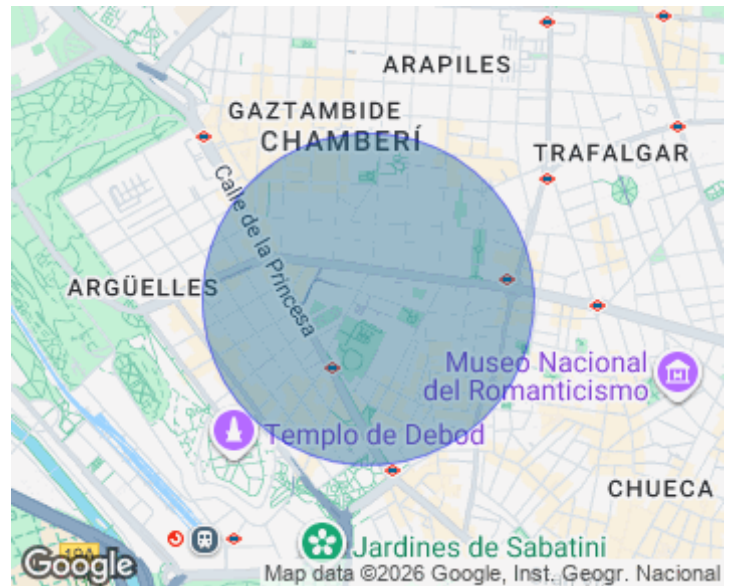 ARAPILES
GAZTAMBIDE
CHAMBERÍ
TRAFALGAR
Calle de la Princesa
ARGÜELLES
Museo Nacional
del Romanticismo
Templo de Debod
CHUECA
Jardines de Sabatini
Google
Map data ©2026 Google, Inst. Geogr. Nacional